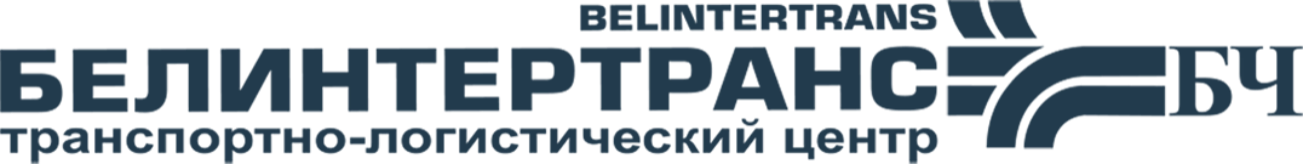 BELINTERTRANS
БЕЛИНТЕРТРАНС БЧ
транспортно-логистический центр